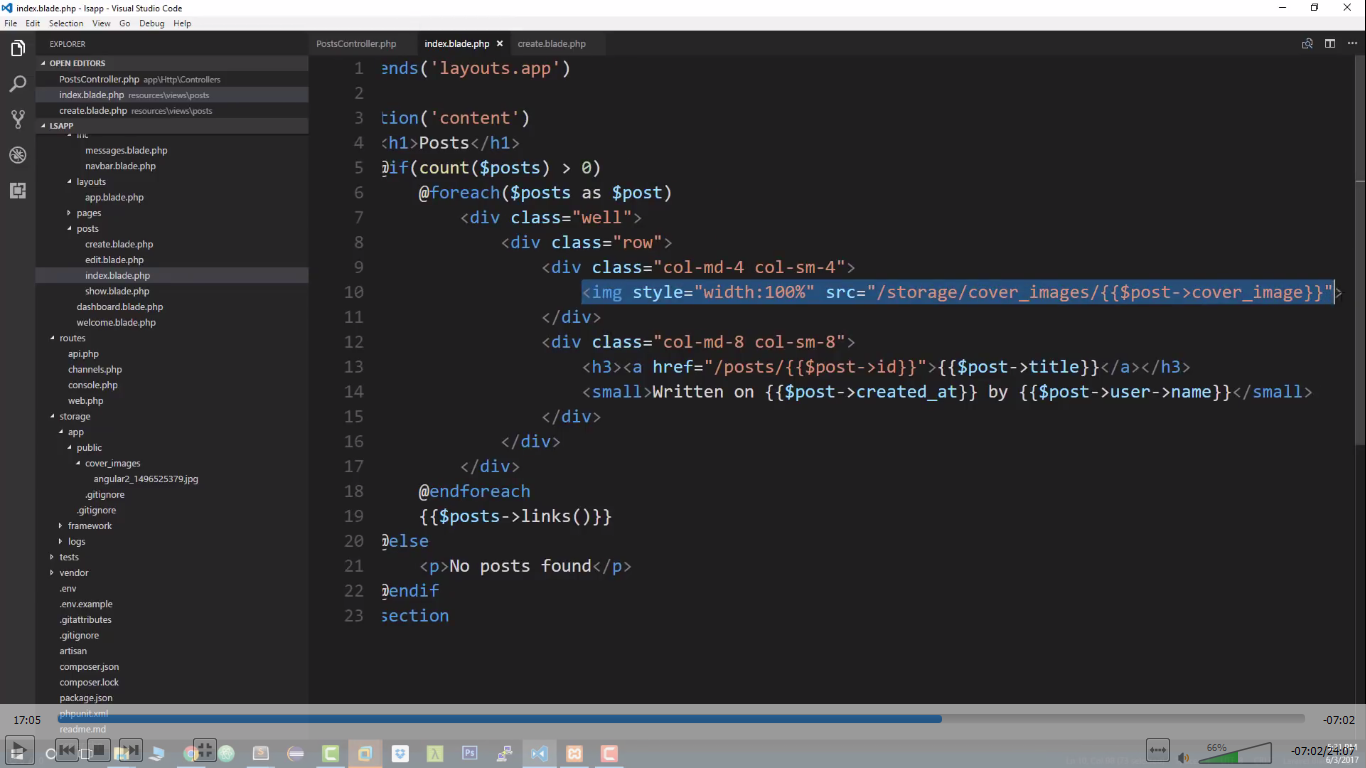 index.blade.php - lsapp - Visual Studio Code
File Edit Selection View Go Debug Help
EXPLORER
OPEN EDITORS
PostsController.php app\Http\Controllers
index.blade.php resources\views\posts
create.blade.php resources\views\posts
LSAPP
inc
messages.blade.php
navbar.blade.php
layouts
app.blade.php
pages
posts
create.blade.php
edit.blade.php
index.blade.php
show.blade.php
dashboard.blade.php
welcome.blade.php
routes
api.php
channels.php
console.php
web.php
storage
app
public
cover_images
angular2_1496525379.jpg
.gitignore
.gitignore
framework
logs
tests
vendor
.env
.env.example
.gitattributes
.gitignore
artisan
composer.json
composer.lock
package.json
phpunit.xml
readme.md
PostsController.php index.blade.php × create.blade.php
1 ends('layouts.app')
2
3 tion('content')
4 <h1>Posts</h1>
5 @if(count($posts) > 0)
6 @foreach($posts as $post)
7 <div class="well">
8 <div class="row">
9 <div class="col-md-4 col-sm-4">
10 <img style="width:100%" src="/storage/cover_images/{{$post->cover_image}}">
11 </div>
12 <div class="col-md-8 col-sm-8">
13 <h3><a href="/posts/{{$post->id}}">{{$post->title}}</a></h3>
14 <small>Written on {{$post->created_at}} by {{$post->user->name}}</small>
15 </div>
16 </div>
17 </div>
18 @endforeach
19 {{$posts->links()}}
20 @else
21 <p>No posts found</p>
22 @endif
23 section
17:05 -07:02
66% -07:02/24:07
6/3/2017